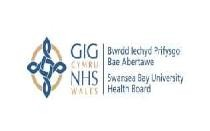 GIG
CYMRU
NHS
WALES
Bwrdd Iechyd Prifysgol
Bae Abertawe
Swansea Bay University
Health Board